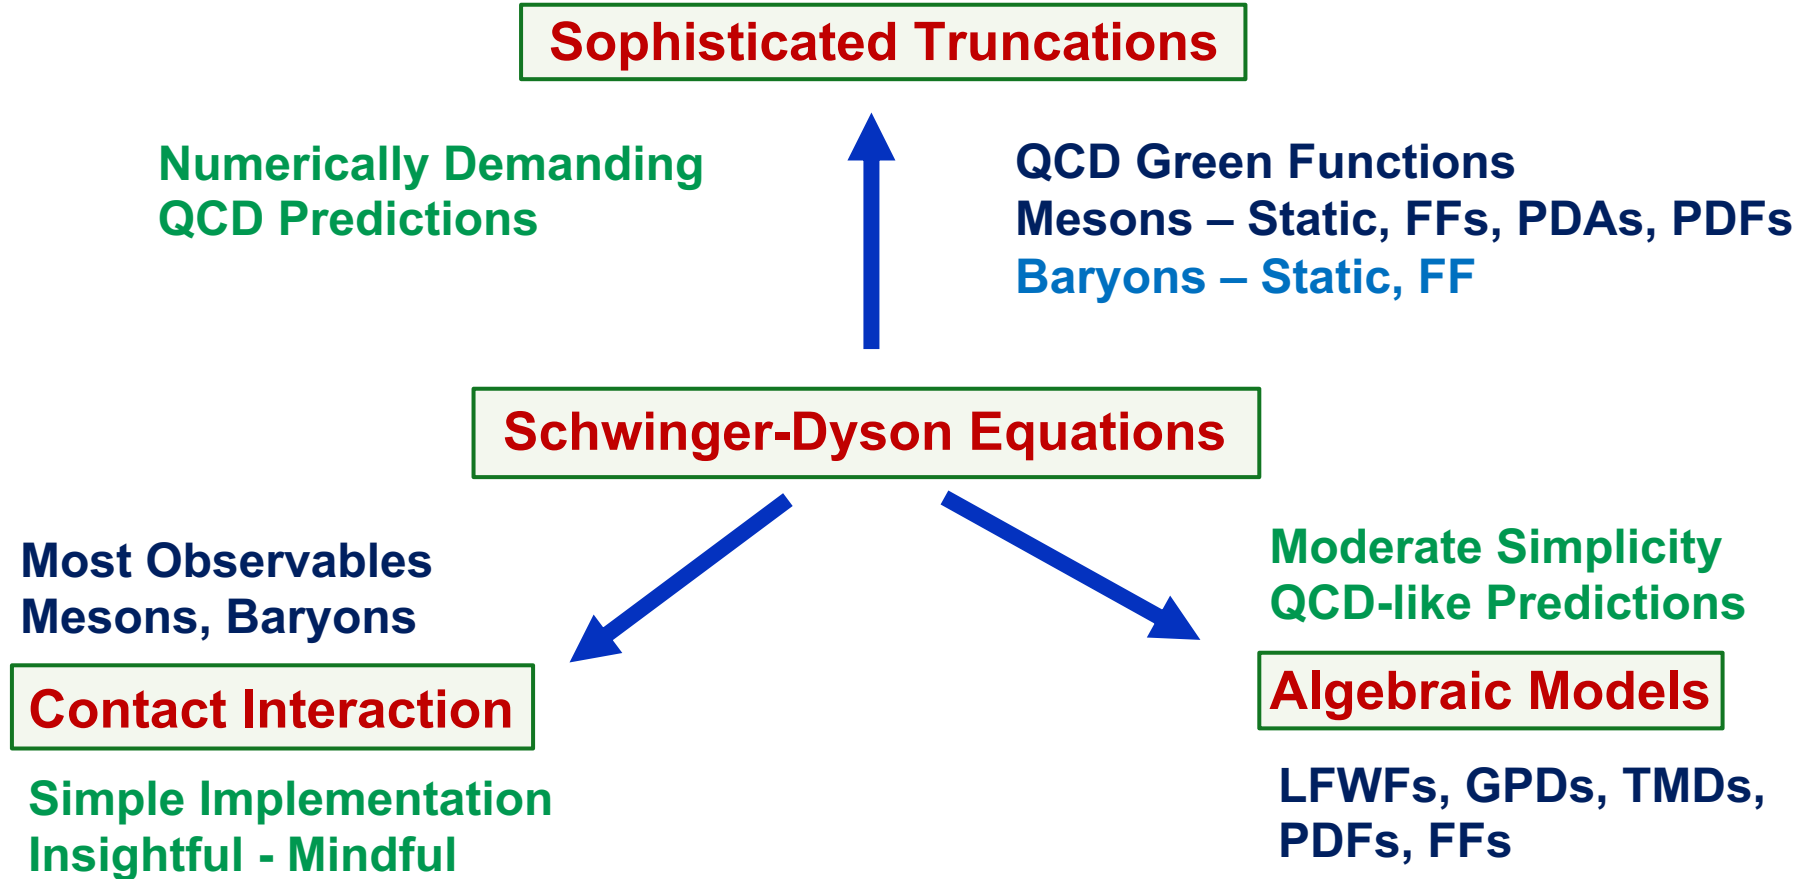 Sophisticated Truncations
Numerically Demanding
QCD Predictions
QCD Green Functions
Mesons – Static, FFs, PDAs, PDFs
Baryons – Static, FF
Schwinger-Dyson Equations
Most Observables
Mesons, Baryons
Contact Interaction
Simple Implementation
Insightful - Mindful
Moderate Simplicity
QCD-like Predictions
Algebraic Models
LFWFs, GPDs, TMDs,
PDFs, FFs